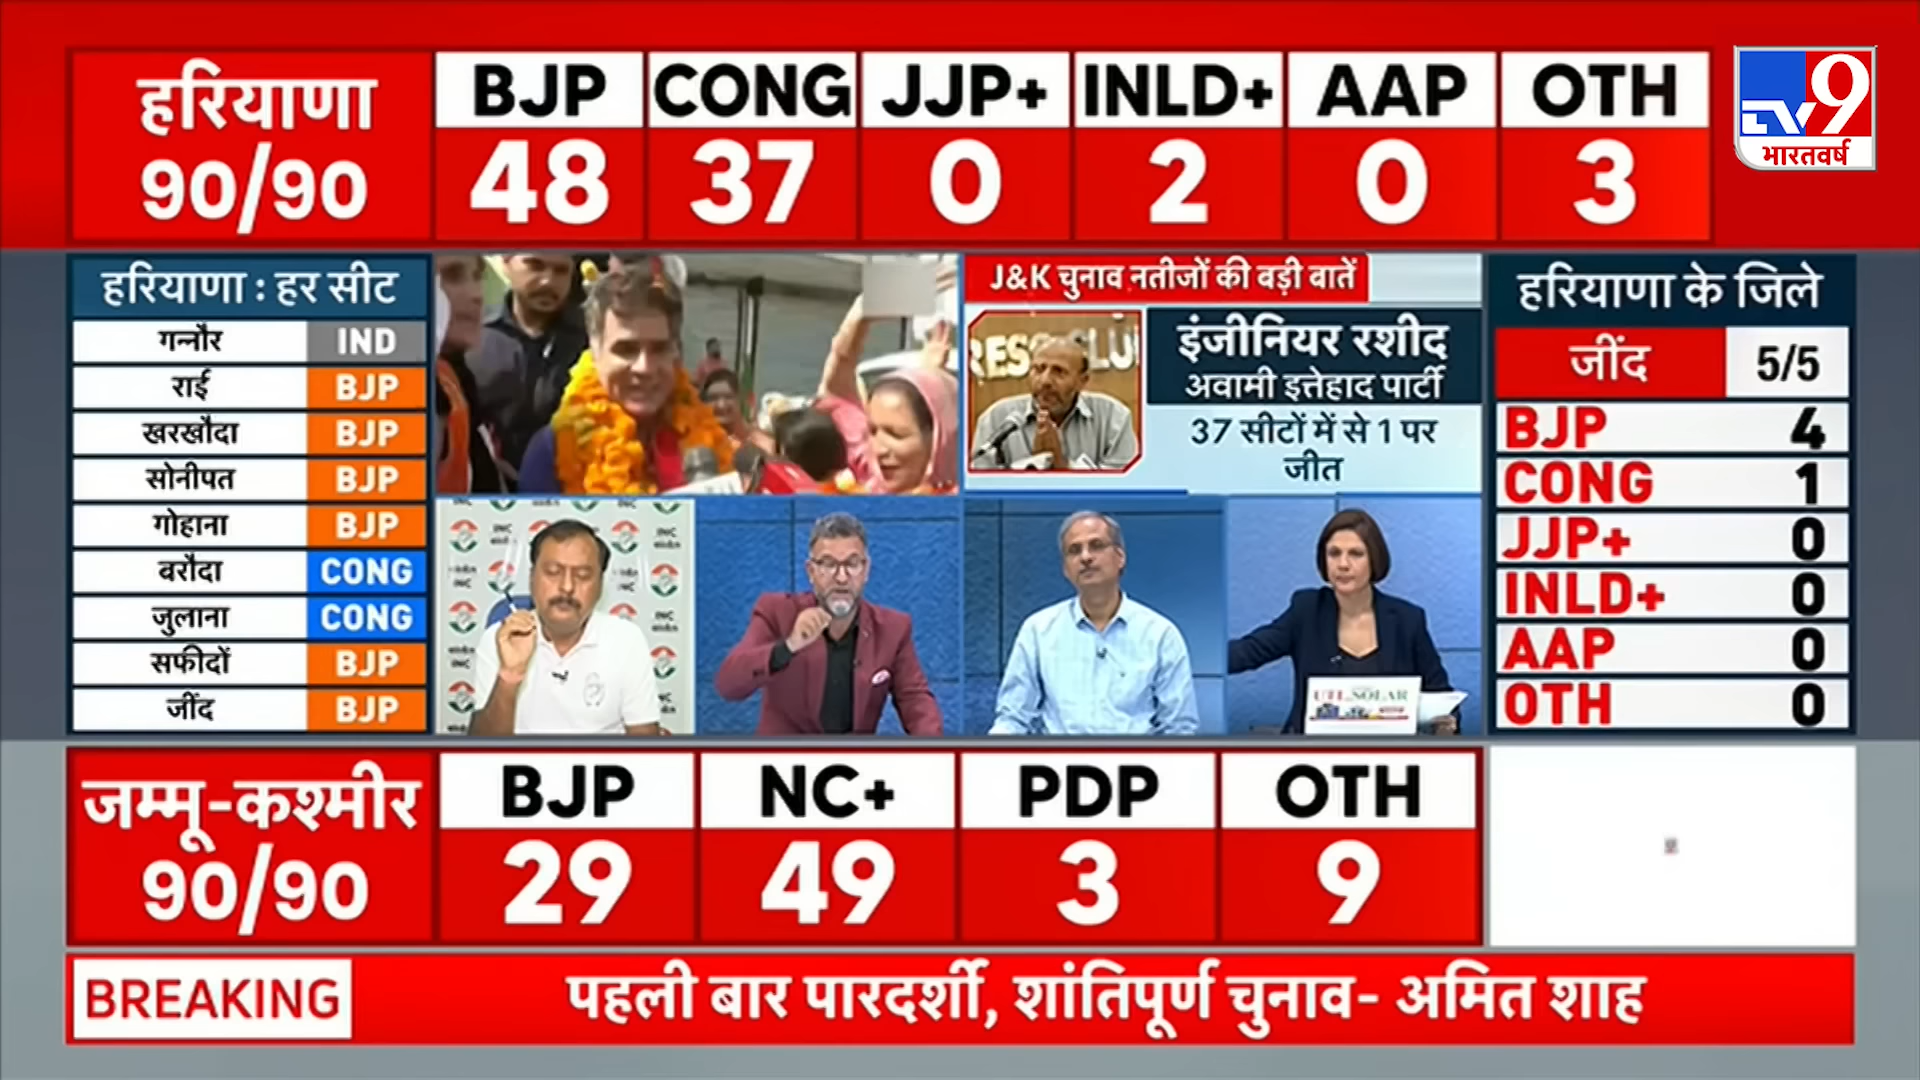 हरियाणा
90/90
BJP CONG JJP+ INLD+ AAP OTH
48 37 0 2 0 3
TV9
भारतवर्ष
हरियाणा : हर सीट
गन्नौर IND
राई BJP
खरखौदा BJP
सोनीपत BJP
गोहाना BJP
बरौदा CONG
जुलाना CONG
सफीदों BJP
जींद BJP
J&K चुनाव नतीजों की बड़ी बातें
इंजीनियर रशीद
अवामी इत्तेहाद पार्टी
37 सीटों में से 1 पर
जीत
हरियाणा के जिले
जींद 5/5
BJP 4
CONG 1
JJP+ 0
INLD+ 0
AAP 0
OTH 0
UTL SOLAR
जम्मू-कश्मीर
90/90
BJP NC+ PDP OTH
29 49 3 9
BREAKING पहली बार पारदर्शी, शांतिपूर्ण चुनाव- अमित शाह